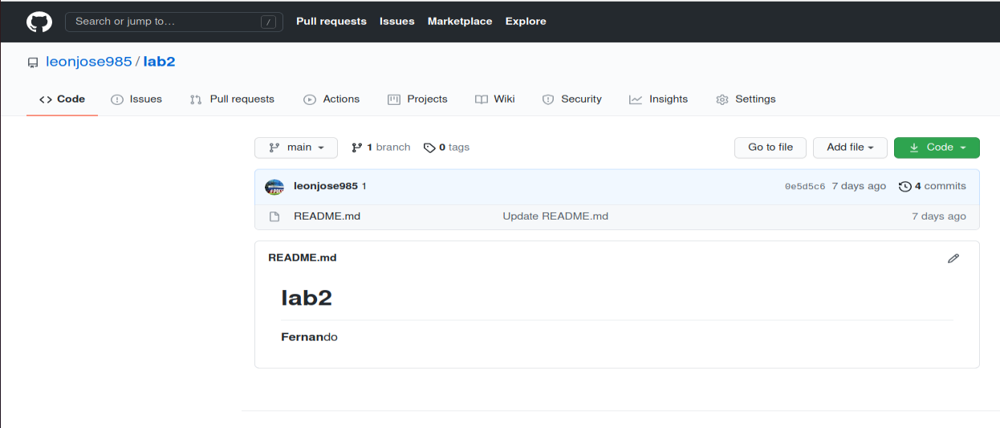 Search or jump to… / Pull requests Issues Marketplace Explore
leonjose985 / lab2
<> Code Issues Pull requests Actions Projects Wiki Security Insights Settings
main 1 branch 0 tags Go to file Add file Code
leonjose985 1 0e5d5c6 7 days ago 4 commits
README.md Update README.md 7 days ago
README.md
lab2
Fernando